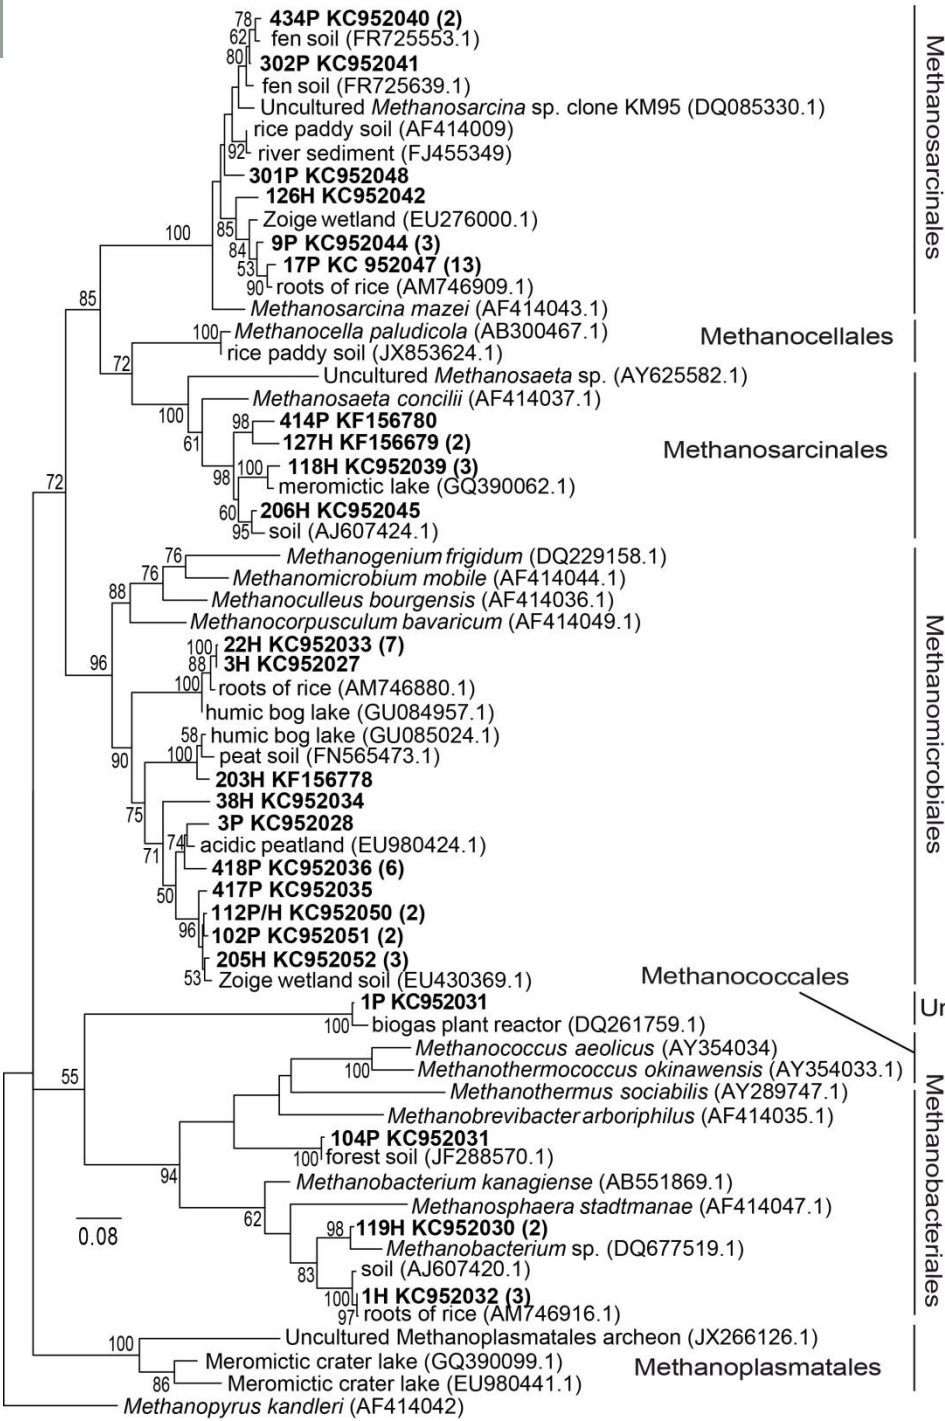 434P KC952040 (2)
78
62
fen soil (FR725553.1)
80
302P KC952041
fen soil (FR725639.1)
Uncultured Methanosarcina sp. clone KM95 (DQ085330.1)
rice paddy soil (AF414009)
92
river sediment (FJ455349)
301P KC952048
126H KC952042
85
Zoige wetland (EU276000.1)
100
84
9P KC952044 (3)
53
17P KC 952047 (13)
90
roots of rice (AM746909.1)
85
Methanosarcina mazei (AF414043.1)
Methanosarcinales
100
Methanocella paludicola (AB300467.1)
rice paddy soil (JX853624.1)
Methanocellales
72
Uncultured Methanosaeta sp. (AY625582.1)
100
Methanosaeta concilii (AF414037.1)
61
98
414P KF156780
127H KF156679 (2)
98
100
118H KC952039 (3)
meromictic lake (GQ390062.1)
60
206H KC952045
95
soil (AJ607424.1)
Methanosarcinales
72
76
Methanogenium frigidum (DQ229158.1)
76
Methanomicrobium mobile (AF414044.1)
88
Methanoculleus bourgensis (AF414036.1)
Methanocorpusculum bavaricum (AF414049.1)
96
100
22H KC952033 (7)
88
3H KC952027
100
roots of rice (AM746880.1)
humic bog lake (GU084957.1)
90
58
humic bog lake (GU085024.1)
100
peat soil (FN565473.1)
203H KF156778
75
38H KC952034
3P KC952028
71
74
acidic peatland (EU980424.1)
50
418P KC952036 (6)
417P KC952035
96
112P/H KC952050 (2)
102P KC952051 (2)
205H KC952052 (3)
53
Zoige wetland soil (EU430369.1)
Methanomicrobiales
Methanococcales
1P KC952031
Ur
100
biogas plant reactor (DQ261759.1)
55
Methanococcus aeolicus (AY354034)
100
Methanothermococcus okinawensis (AY354033.1)
Methanothermus sociabilis (AY289747.1)
Methanobrevibacter arboriphilus (AF414035.1)
104P KC952031
100
forest soil (JF288570.1)
94
Methanobacterium kanagiense (AB551869.1)
62
Methanosphaera stadtmanae (AF414047.1)
98
119H KC952030 (2)
Methanobacterium sp. (DQ677519.1)
83
soil (AJ607420.1)
100
1H KC952032 (3)
97
roots of rice (AM746916.1)
Methanobacteriales
0.08
100
Uncultured Methanoplasmatales archeon (JX266126.1)
Meromictic crater lake (GQ390099.1)
86
Meromictic crater lake (EU980441.1)
Methanoplasmatales
Methanopyrus kandleri (AF414042)